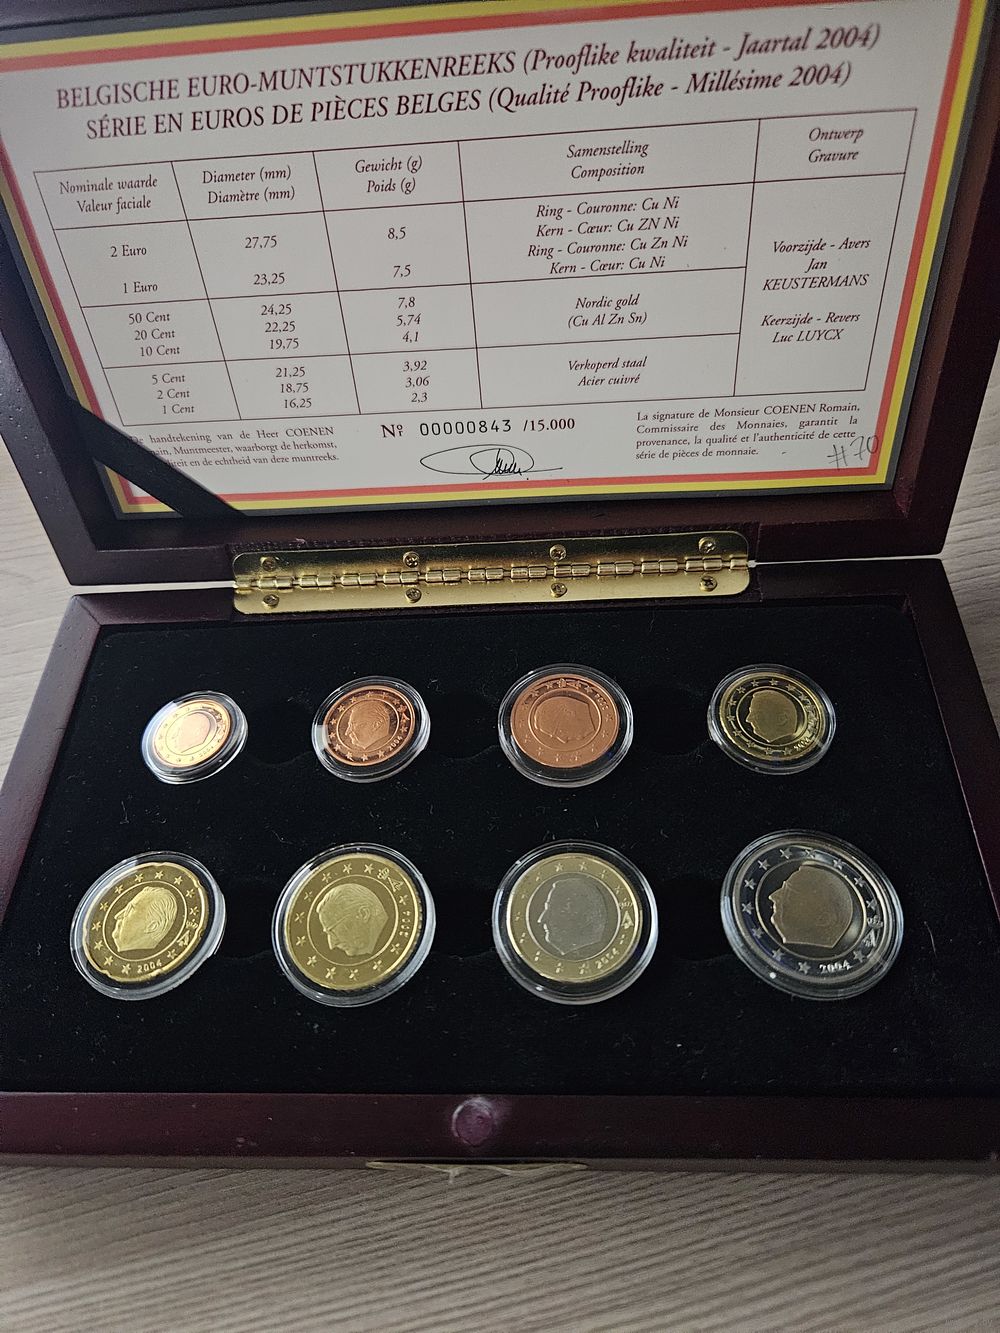 BELGISCHE EURO-MUNTSTUKKENREEKS (Prooflike kwaliteit - Jaartal 2004)
SÉRIE EN EUROS DE PIÈCES BELGES (Qualité Prooflike - Millésime 2004)
Nominale waarde
Valeur faciale
Diameter (mm)
Diamètre (mm)
Gewicht (g)
Poids (g)
Samenstelling
Composition
Ontwerp
Gravure
2 Euro
27,75
8,5
Ring - Couronne: Cu Ni
Kern - Cœur: Cu ZN Ni
1 Euro
23,25
7,5
Ring - Couronne: Cu Zn Ni
Kern - Cœur: Cu Ni
50 Cent
20 Cent
10 Cent
24,25
22,25
19,75
7,8
5,74
4,1
Nordic gold
(Cu Al Zn Sn)
5 Cent
2 Cent
1 Cent
21,25
18,75
16,25
3,92
3,06
2,3
Verkoperd staal
Acier cuivré
Voorzijde - Avers
Jan
KEUSTERMANS
Keerzijde - Revers
Luc LUYCX
handtekening van de Heer COENEN
Muntmeester, waarborgt de herkomst,
en de echtheid van deze muntreeks.
Nr 00000843 /15.000
La signature de Monsieur COENEN Romain,
Commissaire des Monnaies, garantit la
provenance, la qualité et l'authenticité de cette
série de pièces de monnaie.
#70
2004
2004
2004
2004
2004
2004